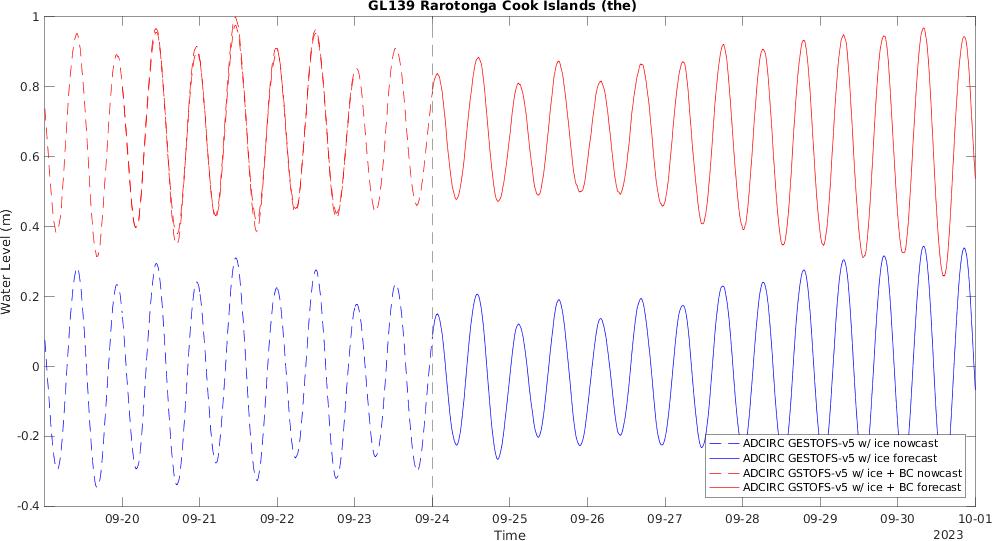 GL139 Rarotonga Cook Islands (the)
1
0.8
0.6
0.4
0.2
0
-0.2
-0.4
Water Level (m)
ADCIRC GESTOFS-v5 w/ ice nowcast
ADCIRC GESTOFS-v5 w/ ice forecast
ADCIRC GSTOFS-v5 w/ ice + BC nowcast
ADCIRC GSTOFS-v5 w/ ice + BC forecast
09-20 09-21 09-22 09-23 09-24 09-25 09-26 09-27 09-28 09-29 09-30 10-01
Time
2023